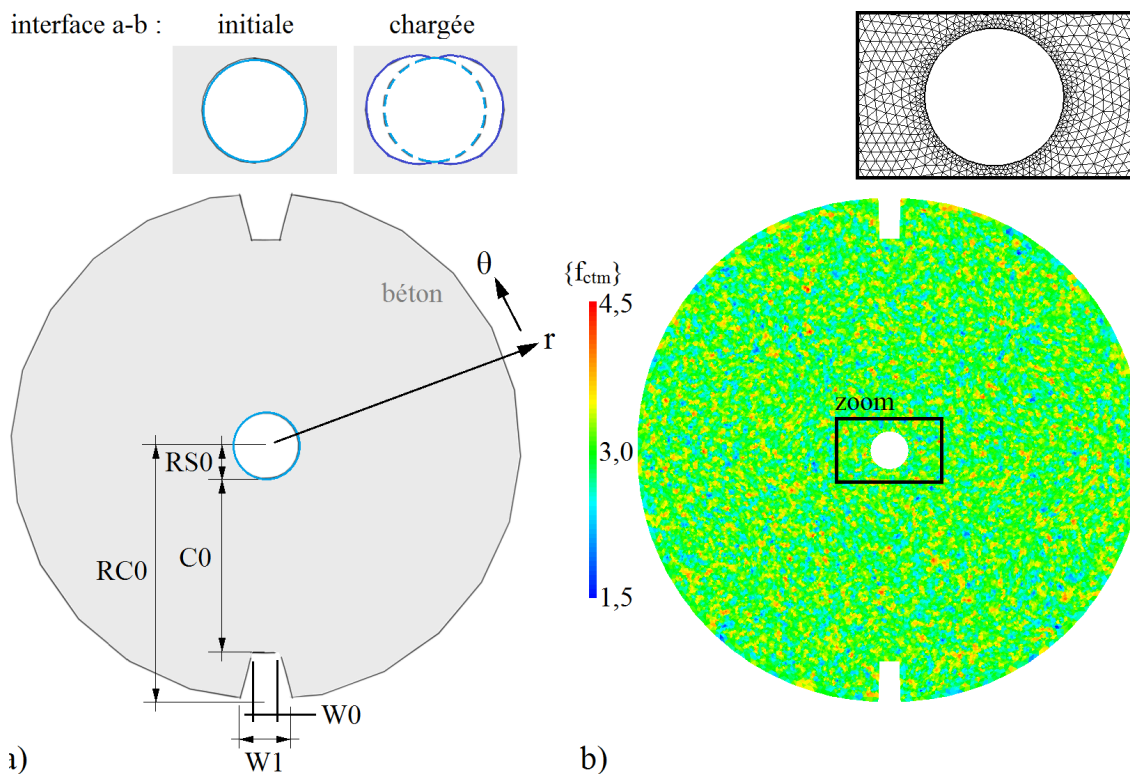 interface a-b : initiale chargée
θ
{fctm}
béton
4,5
r
zoom
RS0
3,0
C0
RC0
1,5
W0
W1
a)
b)